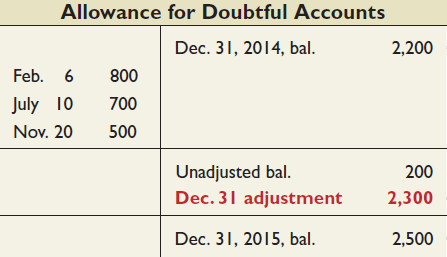 Allowance for Doubtful Accounts
Dec. 31, 2014, bal. 2,200
Feb. 6 800
July 10 700
Nov. 20 500
Unadjusted bal. 200
Dec. 31 adjustment 2,300
Dec. 31, 2015, bal. 2,500